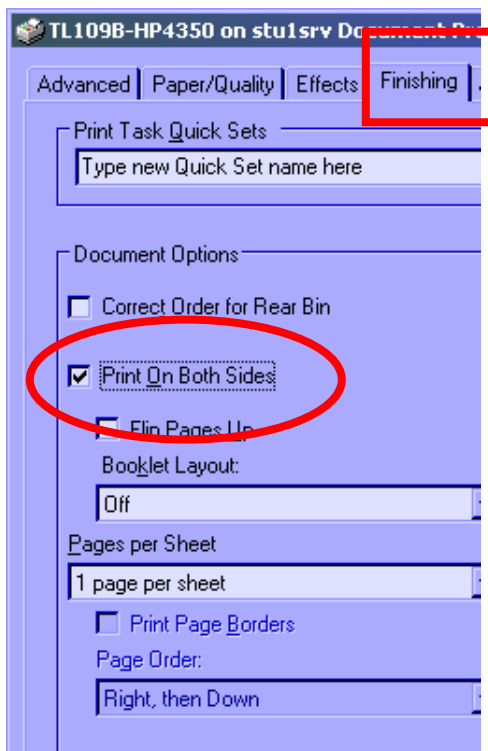 TL109B-HP4350 on stu1srv Document Pro
Advanced Paper/Quality Effects Finishing
Print Task Quick Sets
Type new Quick Set name here
Document Options
Correct Order for Rear Bin
Print On Both Sides
Flip Pages Up
Booklet Layout:
Off
Pages per Sheet
1 page per sheet
Print Page Borders
Page Order:
Right, then Down